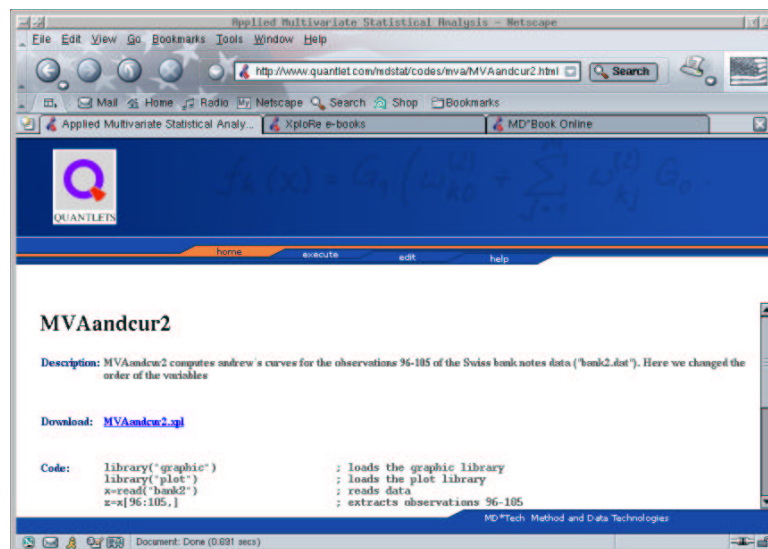 Applied Multivariate Statistical Analysis - Netscape
File Edit View Go Bookmarks Tools Window Help
http://www.quantlet.com/mdstat/codes/mva/MVAandcur2.html Search
Mail Home Radio My Netscape Search Shop Bookmarks
Applied Multivariate Statistical Analy... XploRe e-books MD*Book Online
QUANTLETS
home execute edit help
MVAandcur2
Description: MVAandcur2 computes andrew's curves for the observations 96-105 of the Swiss bank notes data ("bank2.dat"). Here we changed the
order of the variables
Download: MVAandcur2.xpl
Code: library("graphic") ; loads the graphic library
library("plot") ; loads the plot library
x=read("bank2") ; reads data
z=x[96:105,] ; extracts observations 96-105
MD*Tech Method and Data Technologies
Document: Done (0.691 secs)